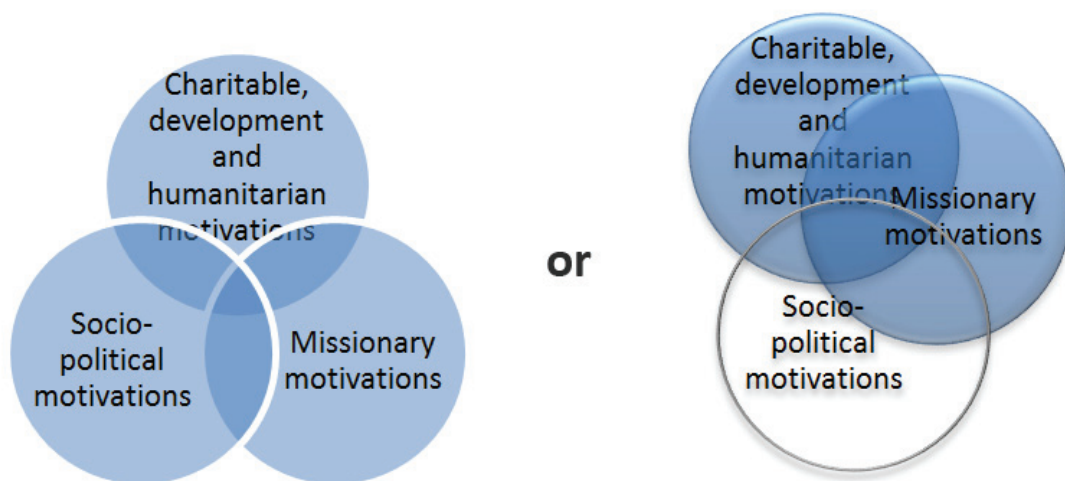 Charitable,
development
and
humanitarian
motivations
Socio-
political
motivations
Missionary
motivations
or
Charitable,
development
and
humanitarian
motivations
Missionary
motivations
Socio-
political
motivations